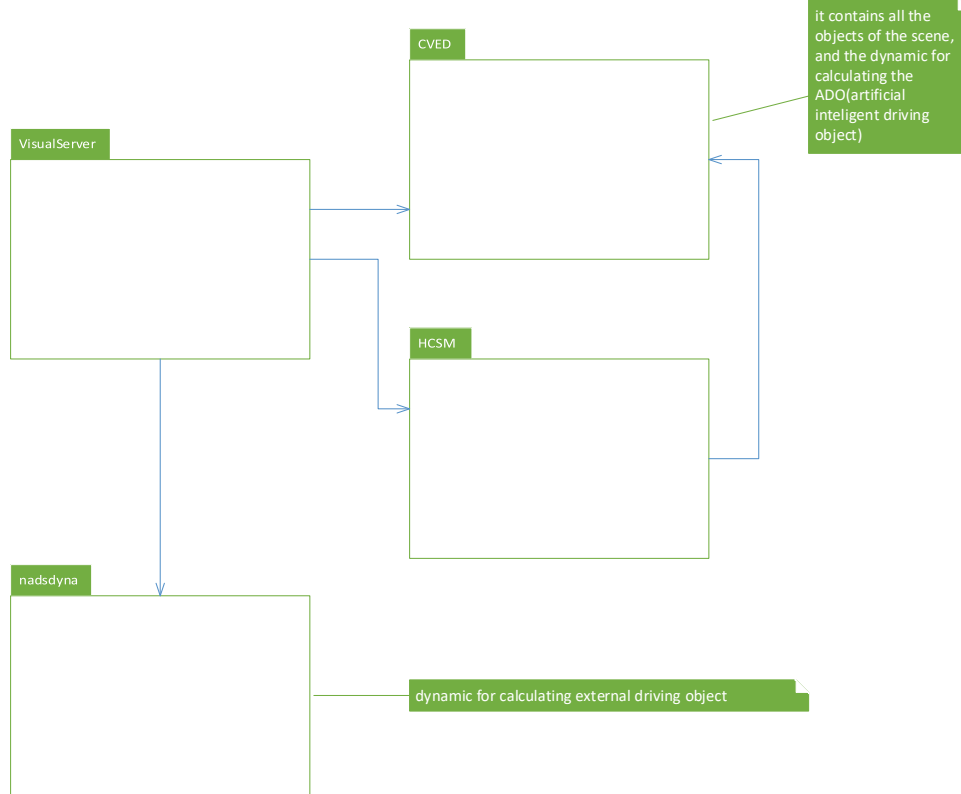 it contains all the
objects of the scene,
and the dynamic for
calculating the
ADO(artificial
inteligent driving
object)
CVED
VisualServer
HCSM
nadsdyna
dynamic for calculating external driving object